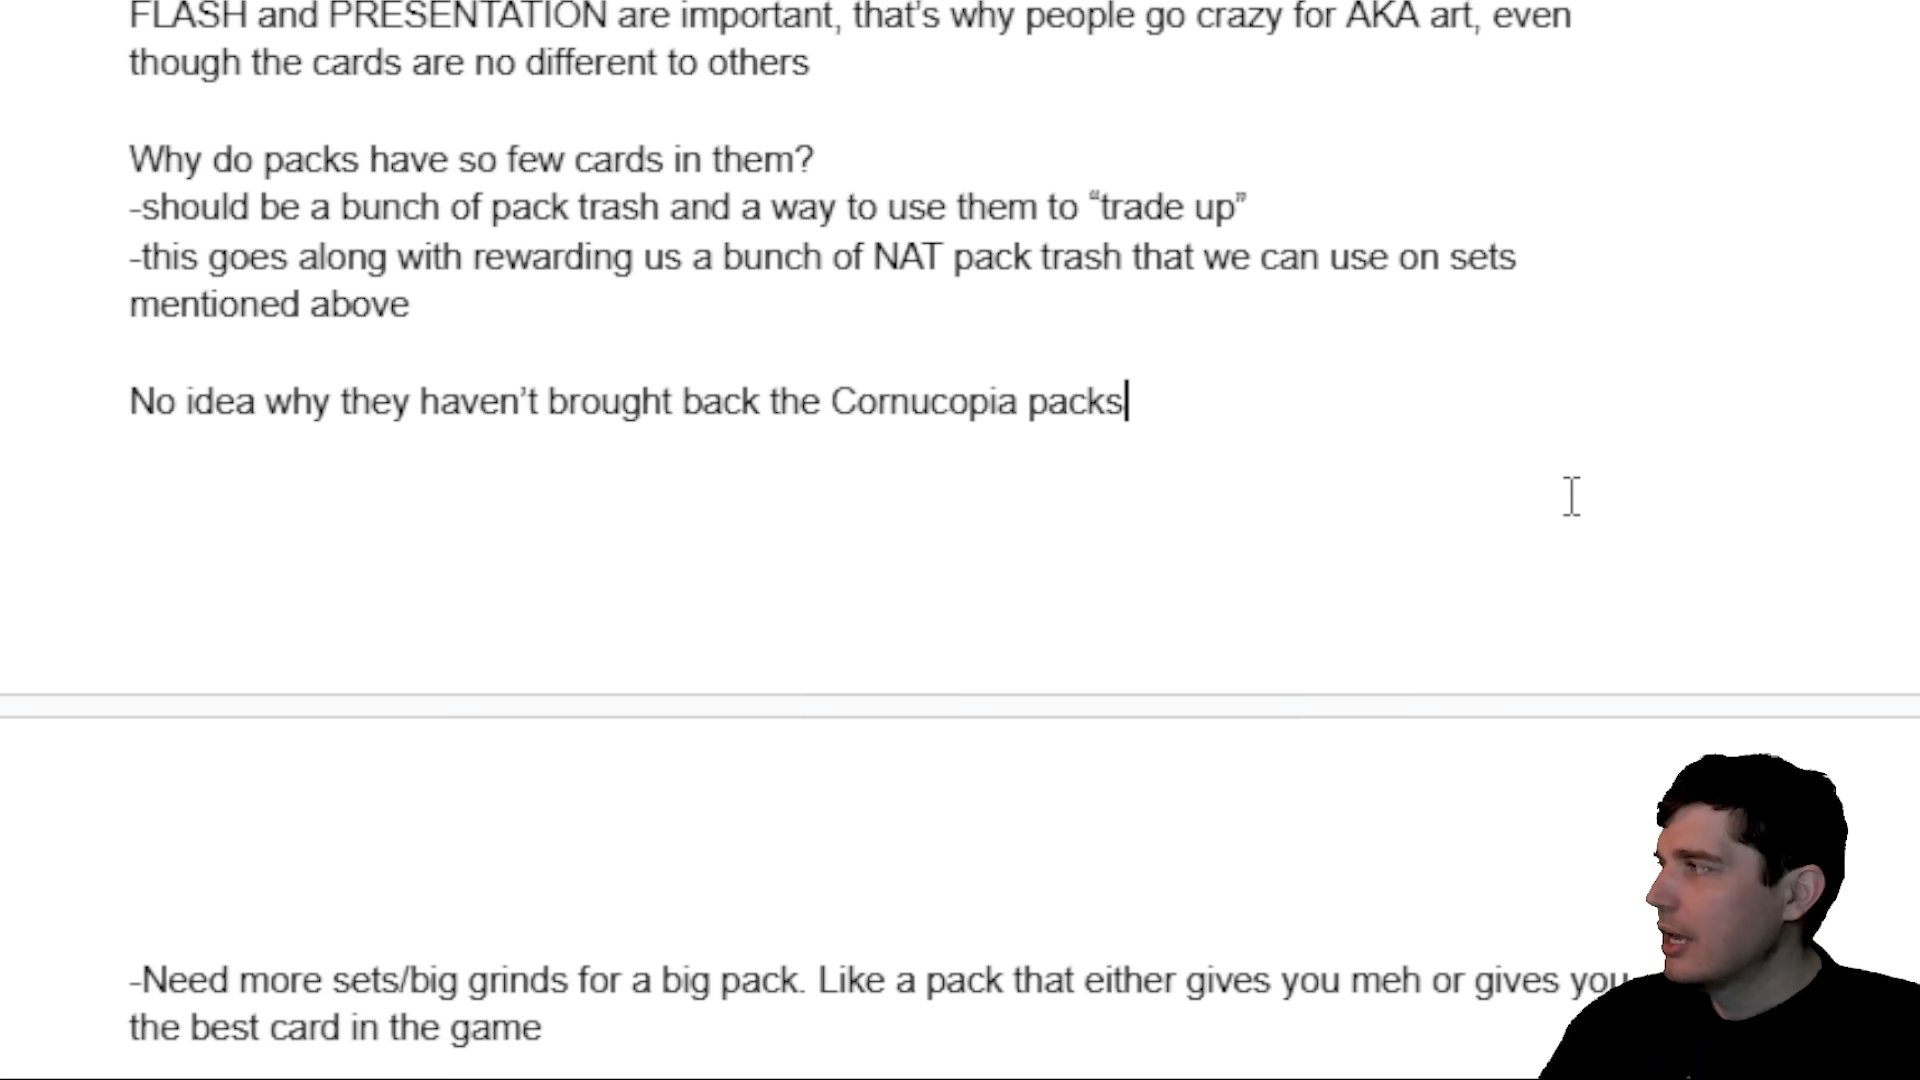 FLASH and PRESENTATION are important, that's why people go crazy for AKA art, even
though the cards are no different to others
Why do packs have so few cards in them?
-should be a bunch of pack trash and a way to use them to “trade up”
-this goes along with rewarding us a bunch of NAT pack trash that we can use on sets
mentioned above
No idea why they haven’t brought back the Cornucopia packs
-Need more sets/big grinds for a big pack. Like a pack that either gives you meh or gives you
the best card in the game